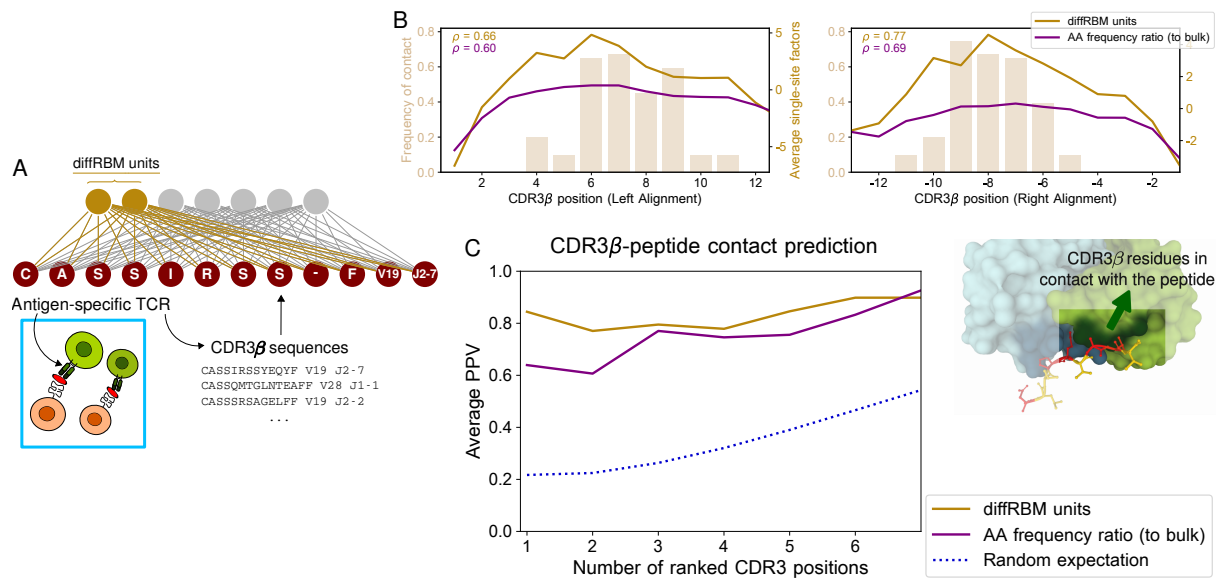 A
diffRBM units
C A S S I R S S - F V19 J2-7
Antigen-specific TCR
CDR3β sequences
CASSIRSSYEQYF V19 J2-7
CASSQMTGLNTEAFF V28 J1-1
CASSSRSAGELFF V19 J2-2
...
B
ρ = 0.66
ρ = 0.60
Frequency of contact
0.8
0.6
0.4
0.2
0.0
2 4 6 8 10 12
CDR3β position (Left Alignment)
5
0
-5
Average single-site factors
ρ = 0.77
ρ = 0.69
diffRBM units
AA frequency ratio (to bulk)
0.8
0.6
0.4
0.2
0.0
-12 -10 -8 -6 -4 -2
CDR3β position (Right Alignment)
2
0
-2
C
CDR3β-peptide contact prediction
Average PPV
1.0
0.8
0.6
0.4
0.2
0.0
1 2 3 4 5 6
Number of ranked CDR3 positions
CDR3β residues in
contact with the peptide
diffRBM units
AA frequency ratio (to bulk)
Random expectation